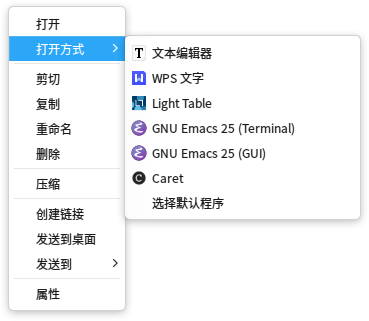 打开
打开方式
剪切
复制
重命名
删除
压缩
创建链接
发送到桌面
发送到
属性
文本编辑器
WPS 文字
Light Table
GNU Emacs 25 (Terminal)
GNU Emacs 25 (GUI)
Caret
选择默认程序